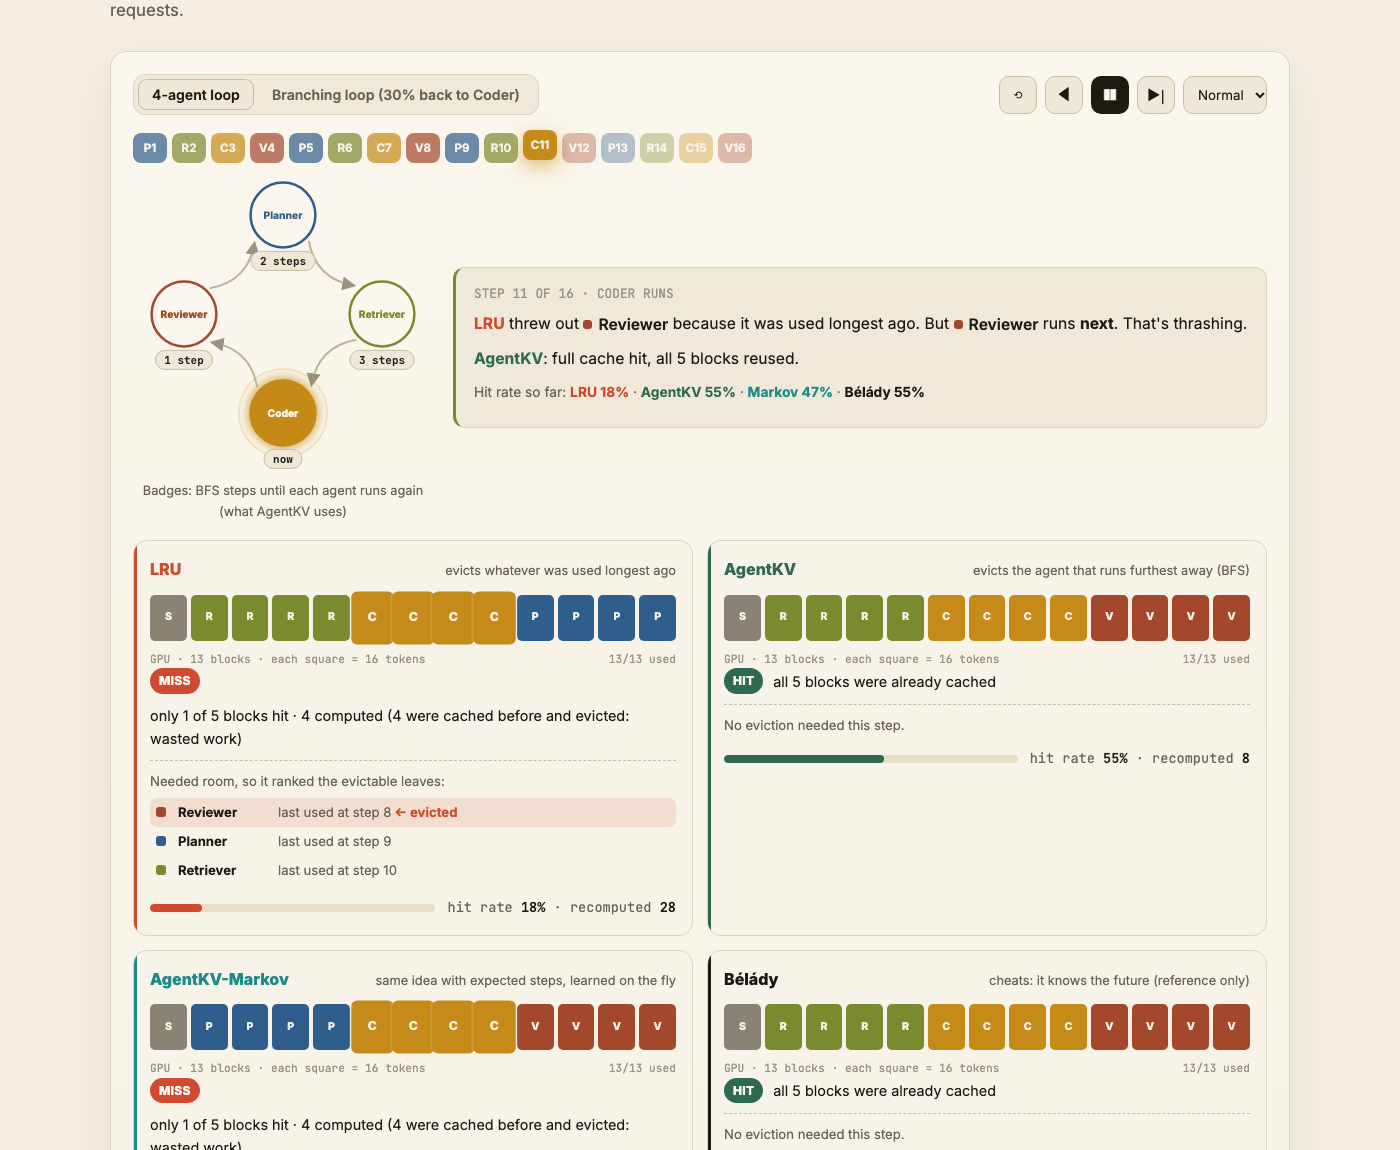 requests.
4-agent loop
Branching loop (30% back to Coder)
Normal
P1 R2 C3 V4 P5 R6 C7 V8 P9 R10 C11 V12 P13 R14 C15 V16
Planner
2 steps
Reviewer
1 step
Retriever
3 steps
Coder
now
Badges: BFS steps until each agent runs again
(what AgentKV uses)
STEP 11 OF 16 · CODER RUNS
LRU threw out Reviewer because it was used longest ago. But Reviewer runs next. That's thrashing.
AgentKV: full cache hit, all 5 blocks reused.
Hit rate so far: LRU 18% · AgentKV 55% · Markov 47% · Bélády 55%
LRU
evicts whatever was used longest ago
S R R R R C C C C P P P P
GPU · 13 blocks · each square = 16 tokens
13/13 used
MISS
only 1 of 5 blocks hit · 4 computed (4 were cached before and evicted:
wasted work)
Needed room, so it ranked the evictable leaves:
Reviewer last used at step 8 ← evicted
Planner last used at step 9
Retriever last used at step 10
hit rate 18% · recomputed 28
AgentKV
evicts the agent that runs furthest away (BFS)
S R R R R C C C C V V V V
GPU · 13 blocks · each square = 16 tokens
13/13 used
HIT all 5 blocks were already cached
No eviction needed this step.
hit rate 55% · recomputed 8
AgentKV-Markov
same idea with expected steps, learned on the fly
S P P P P C C C C V V V V
GPU · 13 blocks · each square = 16 tokens
13/13 used
MISS
only 1 of 5 blocks hit · 4 computed (4 were cached before and evicted:
wasted work)
Bélády
cheats: it knows the future (reference only)
S R R R R C C C C V V V V
GPU · 13 blocks · each square = 16 tokens
13/13 used
HIT all 5 blocks were already cached
No eviction needed this step.